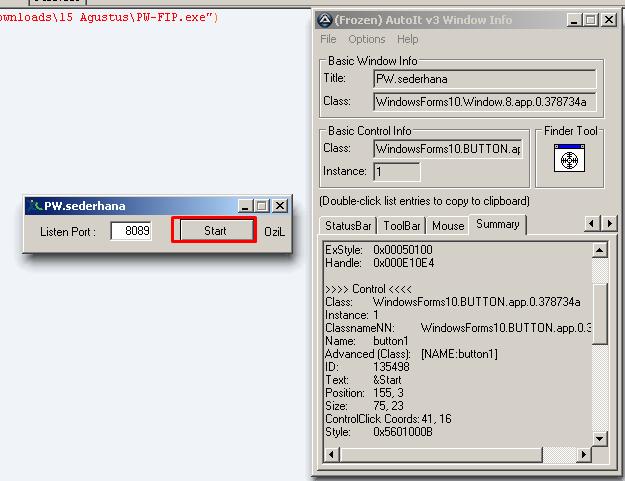 ownloads\15 Agustus\PW-FIP.exe")
PW.sederhana
Listen Port :
8089
Start
OziL
(Frozen) AutoIt v3 Window Info
File Options Help
Basic Window Info
Title: PW.sederhana
Class: WindowsForms10.Window.8.app.0.378734a
Basic Control Info
Class: WindowsForms10.BUTTON.ap
Instance: 1
Finder Tool
(Double-click list entries to copy to clipboard)
StatusBar ToolBar Mouse Summary
ExStyle: 0x00050100
Handle: 0x000E10E4
>>>> Control <<<<
Class: WindowsForms10.BUTTON.app.0.378734a
Instance: 1
ClassnameNN: WindowsForms10.BUTTON.app.0.3
Name: button1
Advanced (Class): [NAME:button1]
ID: 135498
Text: &Start
Position: 155, 3
Size: 75, 23
ControlClick Coords: 41, 16
Style: 0x5601000B